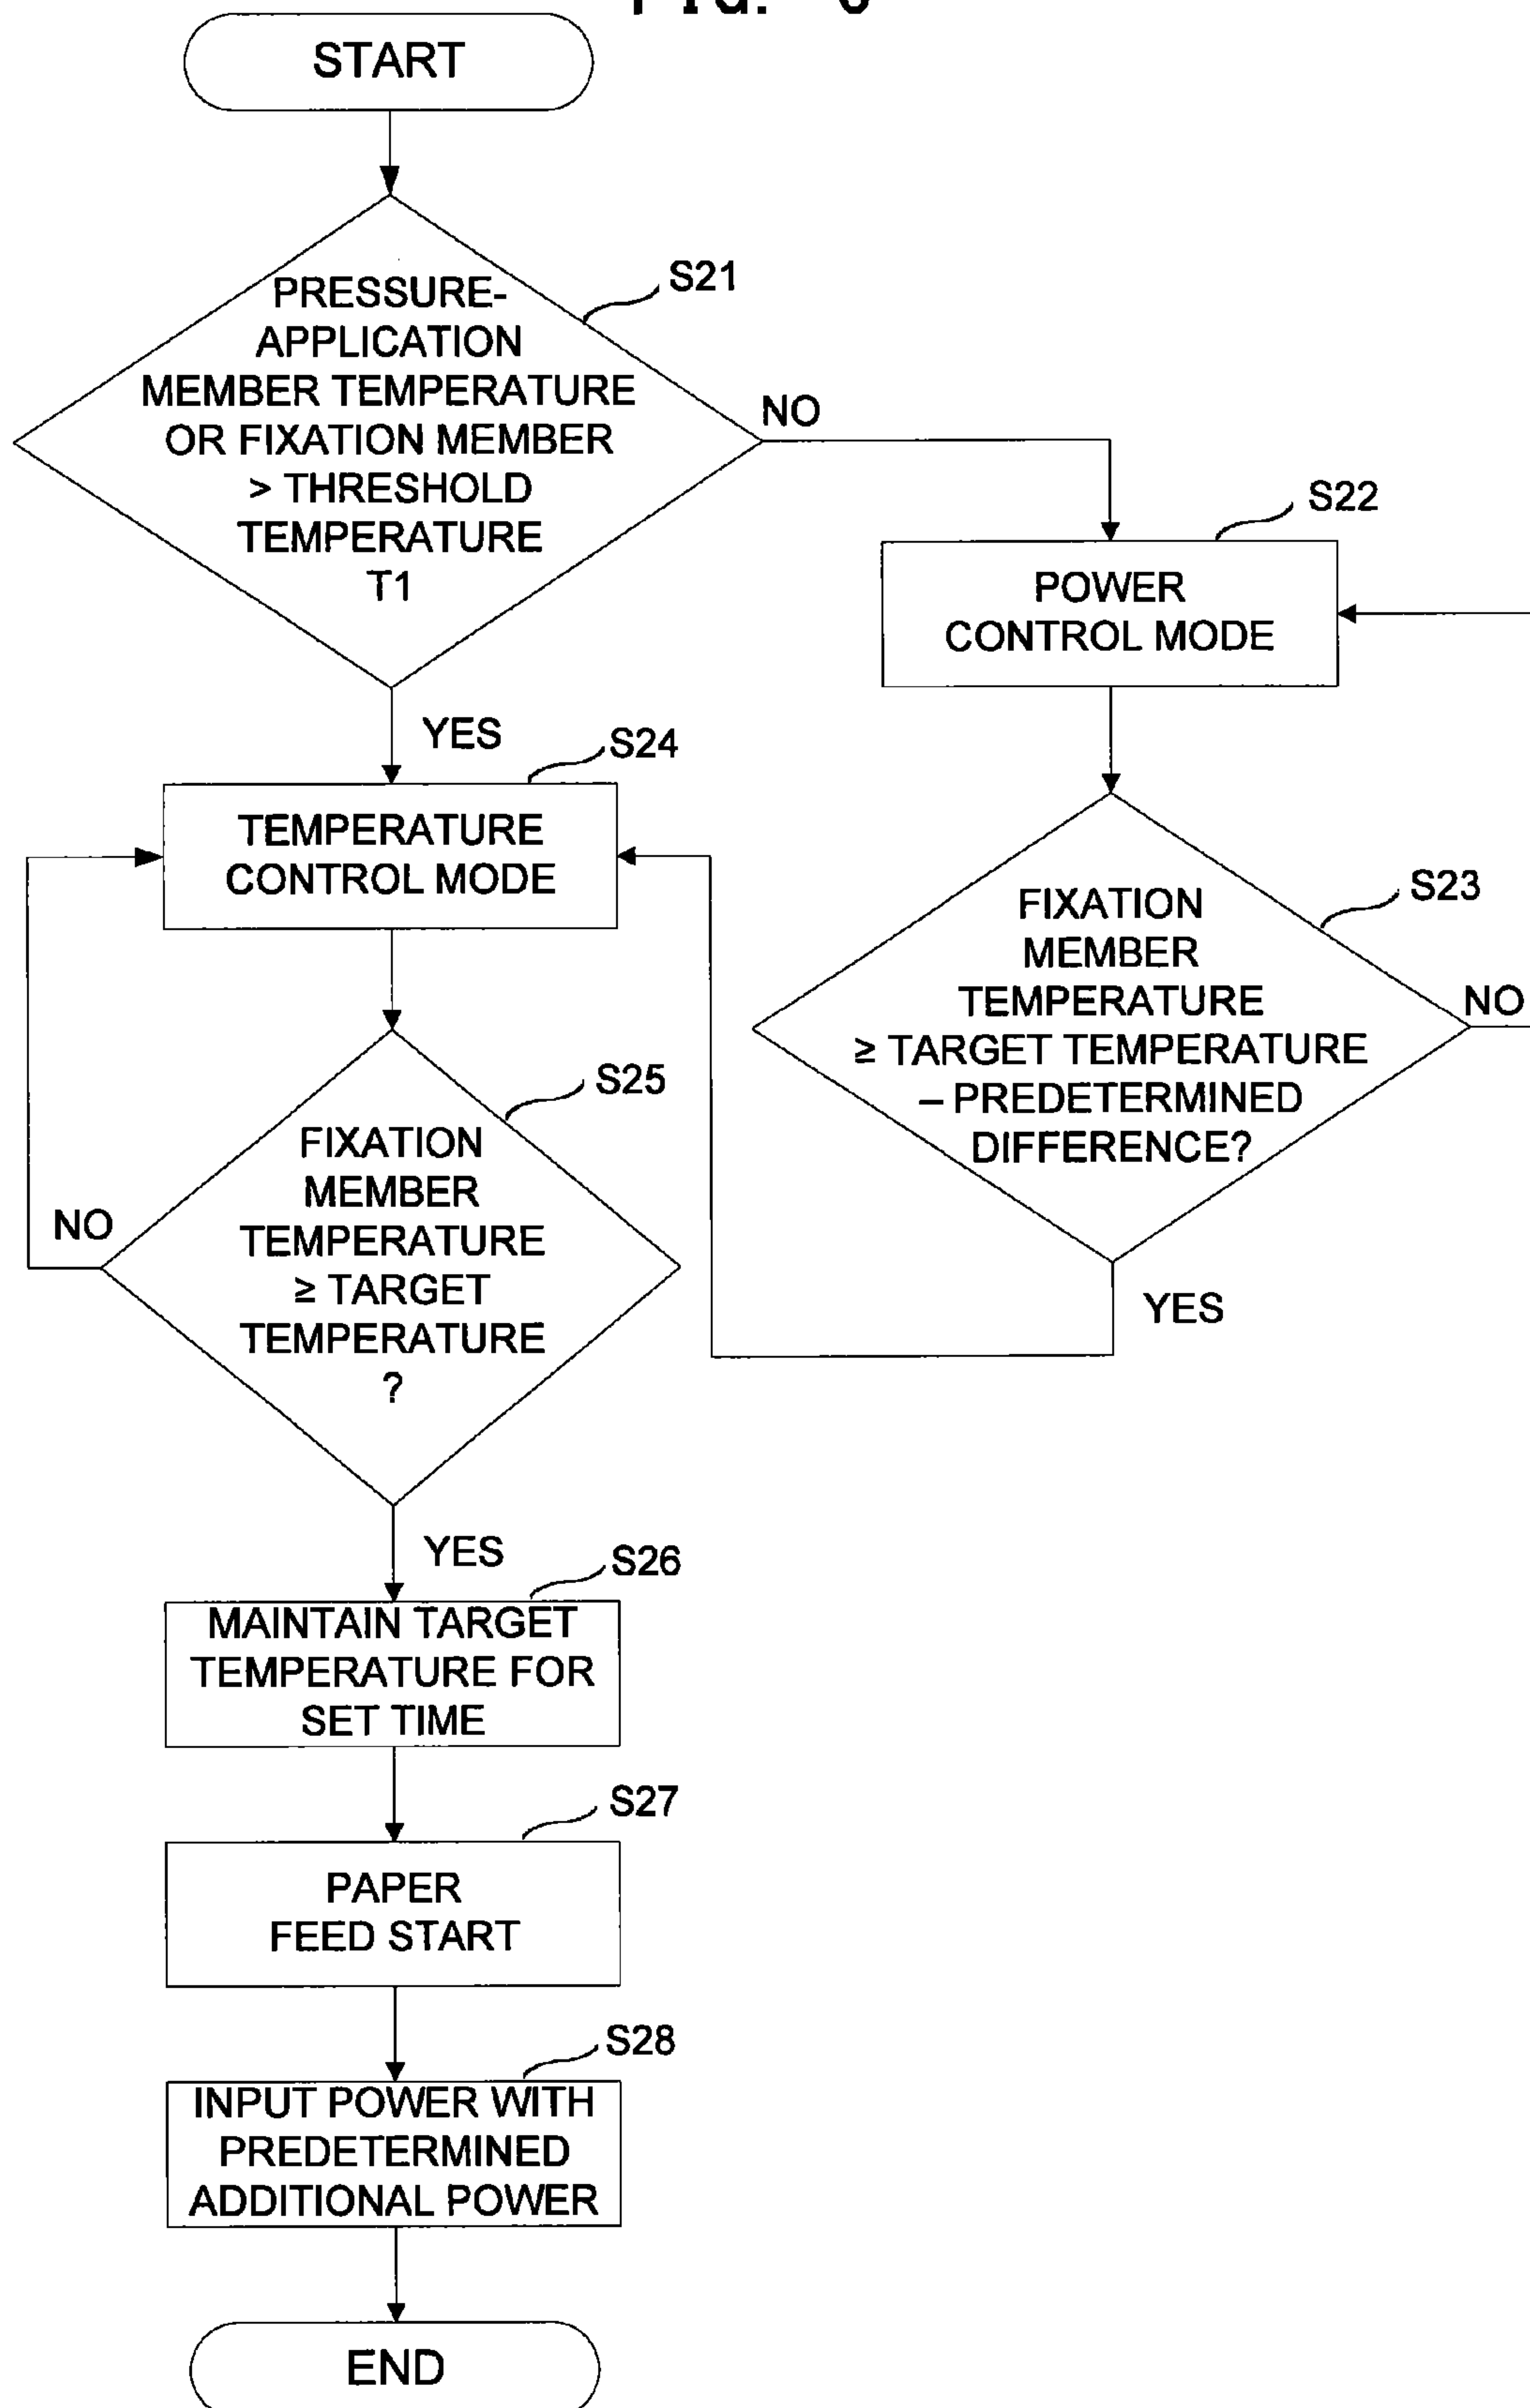 START
S21
PRESSURE-
APPLICATION
MEMBER TEMPERATURE
OR FIXATION MEMBER
> THRESHOLD
TEMPERATURE
T1
NO
S22
POWER
CONTROL MODE
YES
S24
TEMPERATURE
CONTROL MODE
S23
FIXATION
MEMBER
TEMPERATURE
≥ TARGET TEMPERATURE
– PREDETERMINED
DIFFERENCE?
NO
YES
S25
FIXATION
MEMBER
TEMPERATURE
≥ TARGET
TEMPERATURE
?
NO
YES
S26
MAINTAIN TARGET
TEMPERATURE FOR
SET TIME
S27
PAPER
FEED START
S28
INPUT POWER WITH
PREDETERMINED
ADDITIONAL POWER
END